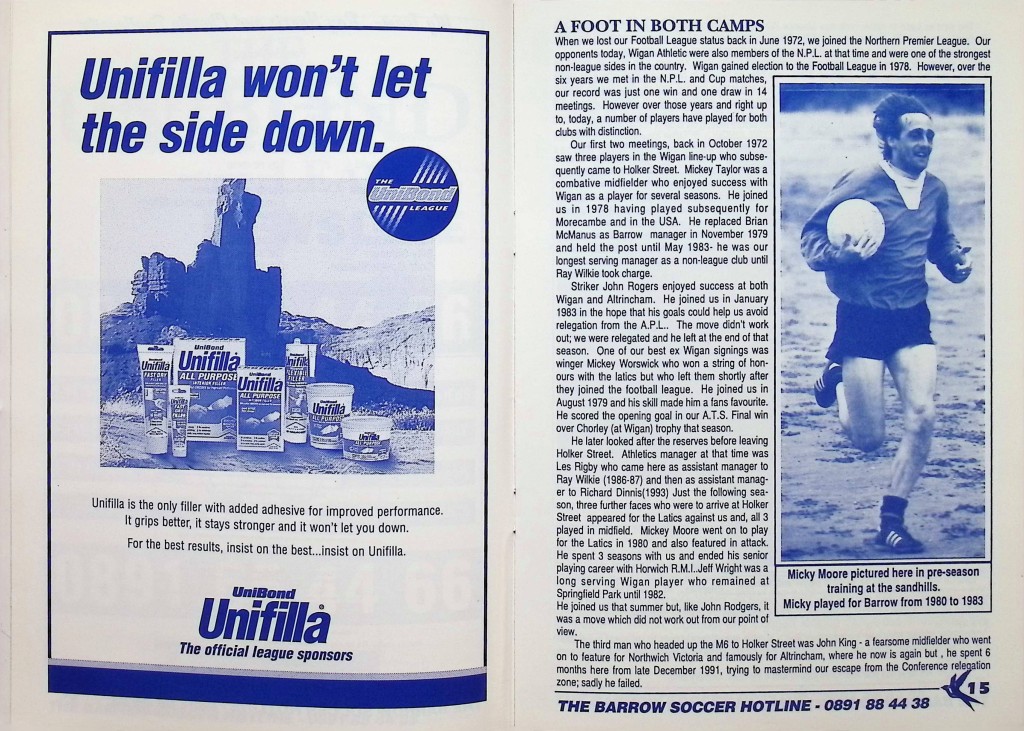 Unifilla won't let
the side down.
THE
UniBond
LEAGUE
UniBond
Unifilla
ALL PURPOSE
INTERIOR FILLER
Unifilla
FAST DRY
FILLER
UniBond
Unifilla
ALL PURPOSE
Unifilla
FLEXIBLE
FILLER
Unifilla
ALL PURPOSE
Unifilla
Unifilla is the only filler with added adhesive for improved performance.
It grips better, it stays stronger and it won't let you down.
For the best results, insist on the best...insist on Unifilla.
UniBond
Unifilla
The official league sponsors
A FOOT IN BOTH CAMPS
When we lost our Football League status back in June 1972, we joined the Northern Premier League. Our
opponents today, Wigan Athletic were also members of the N.P.L. at that time and were one of the strongest
non-league sides in the country. Wigan gained election to the Football League in 1978. However, over the
six years we met in the N.P.L. and Cup matches,
our record was just one win and one draw in 14
meetings. However over those years and right up
to, today, a number of players have played for both
clubs with distinction.
Our first two meetings, back in October 1972
saw three players in the Wigan line-up who subse-
quently came to Holker Street. Mickey Taylor was a
combative midfielder who enjoyed success with
Wigan as a player for several seasons. He joined
us in 1978 having played subsequently for
Morecambe and in the USA. He replaced Brian
McManus as Barrow manager in November 1979
and held the post until May 1983- he was our
longest serving manager as a non-league club until
Ray Wilkie took charge.
Striker John Rogers enjoyed success at both
Wigan and Altrincham. He joined us in January
1983 in the hope that his goals could help us avoid
relegation from the A.P.L.. The move didn't work
out; we were relegated and he left at the end of that
season. One of our best ex Wigan signings was
winger Mickey Worswick who won a string of hon-
ours with the latics but who left them shortly after
they joined the football league. He joined us in
August 1979 and his skill made him a fans favourite.
He scored the opening goal in our A.T.S. Final win
over Chorley (at Wigan) trophy that season.
He later looked after the reserves before leaving
Holker Street. Athletics manager at that time was
Les Rigby who came here as assistant manager to
Ray Wilkie (1986-87) and then as assistant manag-
er to Richard Dinnis(1993) Just the following sea-
son, three further faces who were to arrive at Holker
Street appeared for the Latics against us and, all 3
played in midfield. Mickey Moore went on to play
for the Latics in 1980 and also featured in attack.
He spent 3 seasons with us and ended his senior
playing career with Horwich R.M.I..Jeff Wright was a
long serving Wigan player who remained at
Springfield Park until 1982.
He joined us that summer but, like John Rodgers, it
was a move which did not work out from our point of
view.
Micky Moore pictured here in pre-season
training at the sandhills.
Micky played for Barrow from 1980 to 1983
The third man who headed up the M6 to Holker Street was John King - a fearsome midfielder who went
on to feature for Northwich Victoria and famously for Altrincham, where he now is again but , he spent 6
months here from late December 1991, trying to mastermind our escape from the Conference relegation
zone; sadly he failed.
15
THE BARROW SOCCER HOTLINE - 0891 88 44 38